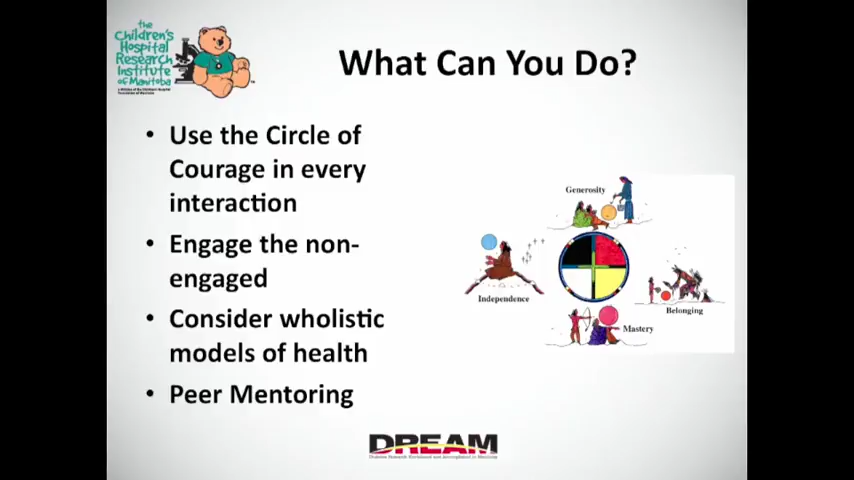 the
Children's
Hospital
Research
Institute
of Manitoba
What Can You Do?
• Use the Circle of
Courage in every
interaction
• Engage the non-
engaged
• Consider wholistic
models of health
• Peer Mentoring
Generosity
Independence
Belonging
Mastery
DREAM